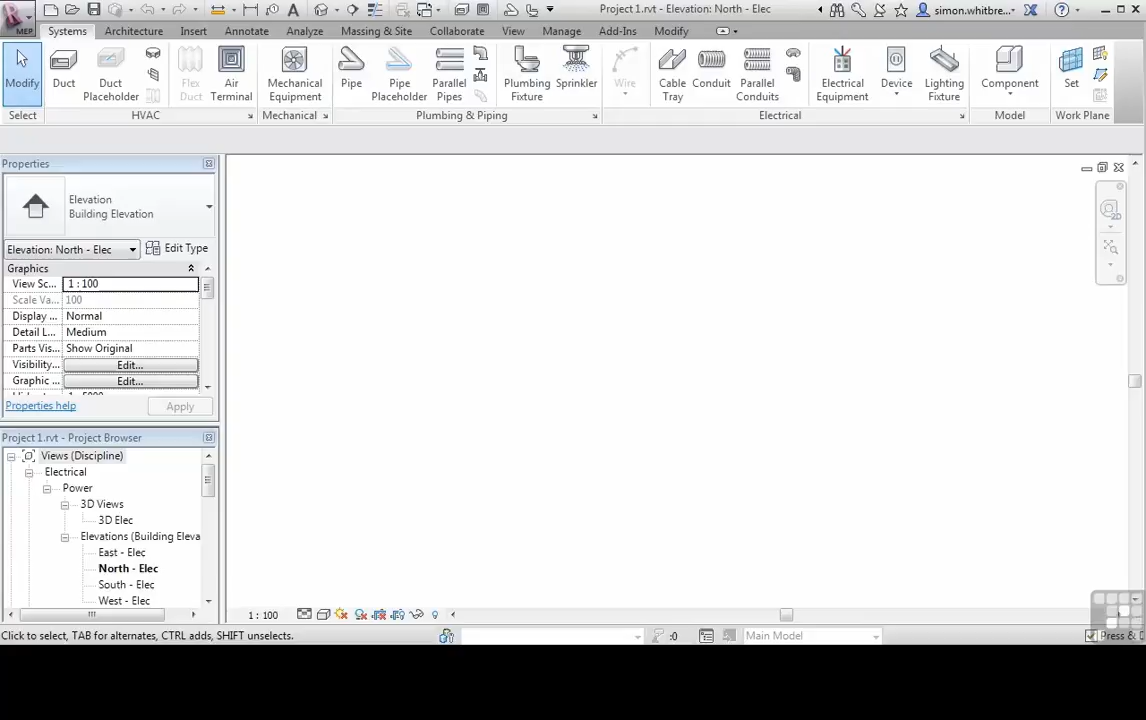 Project 1.rvt - Elevation: North - Elec
simon.whitbre...
MEP
Systems Architecture Insert Annotate Analyze Massing & Site Collaborate View Manage Add-Ins Modify
Modify
Duct
Duct Placeholder
Flex Duct
Air Terminal
Mechanical Equipment
Pipe
Pipe Placeholder
Parallel Pipes
Plumbing Fixture
Sprinkler
Wire
Cable Tray
Conduit
Parallel Conduits
Electrical Equipment
Device
Lighting Fixture
Component
Set
Select HVAC Mechanical Plumbing & Piping Electrical Model Work Plane
Properties
Elevation
Building Elevation
Elevation: North - Elec Edit Type
Graphics
View Sc... 1 : 100
Scale Va... 100
Display ... Normal
Detail L... Medium
Parts Vis... Show Original
Visibility... Edit...
Graphic ... Edit...
Properties help Apply
Project 1.rvt - Project Browser
Views (Discipline)
Electrical
Power
3D Views
3D Elec
Elevations (Building Eleva
East - Elec
North - Elec
South - Elec
West - Elec
2D
1 : 100
Click to select, TAB for alternates, CTRL adds, SHIFT unselects.
:0
Main Model
Press &